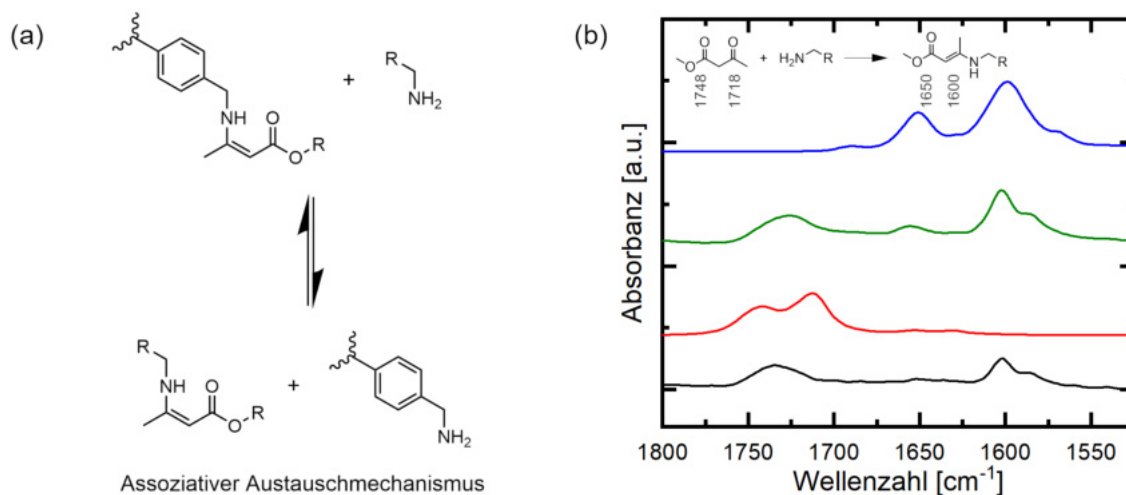 (a)
R
+
NH
O
O
R
NH₂
R
NH
O
O
R
+
NH₂
Assoziativer Austauschmechanismus
(b)
O O
O
+ H₂N R
O
O N
H
R
1748 1718
1650 1600
Absorbanz [a.u.]
1800 1750 1700 1650 1600 1550
Wellenzahl [cm⁻¹]